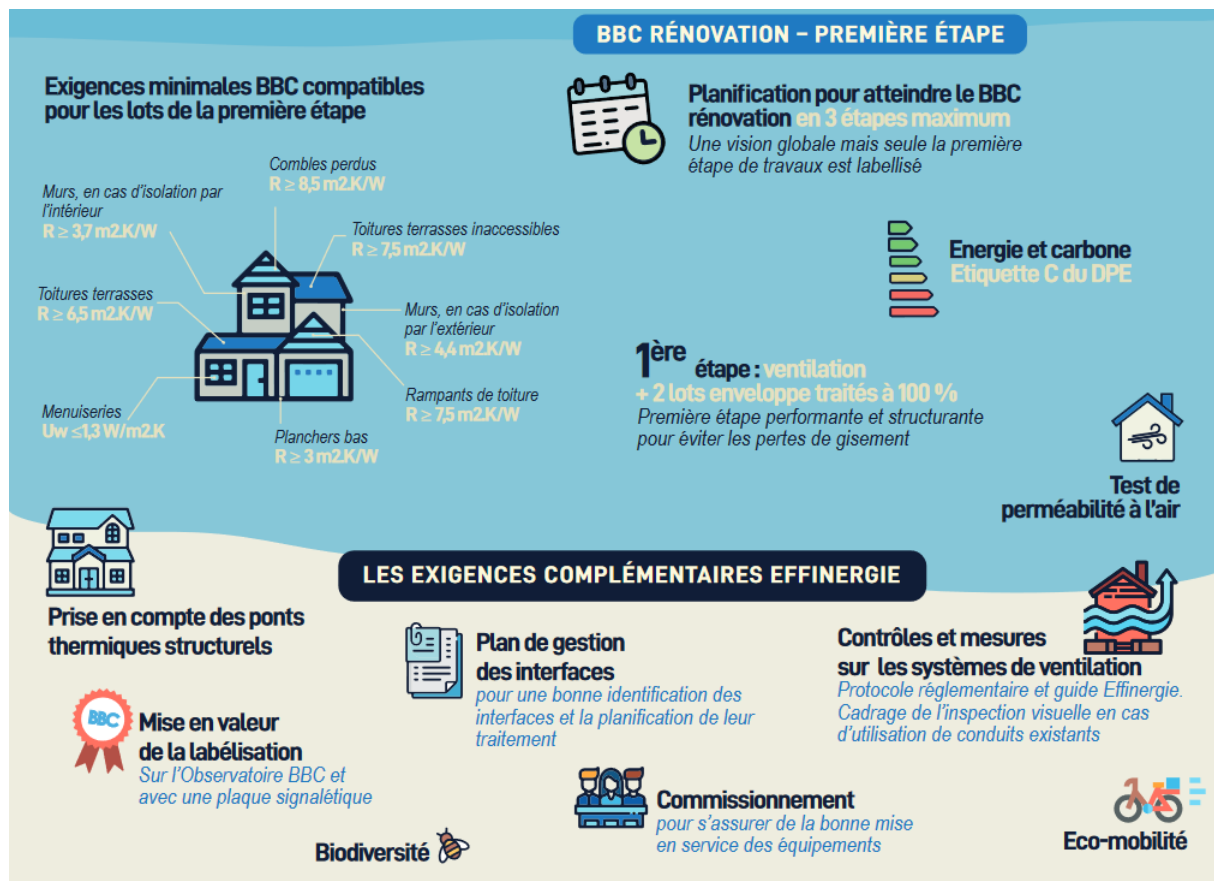 BBC RÉNOVATION – PREMIÈRE ÉTAPE
Exigences minimales BBC compatibles
pour les lots de la première étape
Combles perdus
R ≥ 8,5 m2.K/W
Murs, en cas d'isolation par
l'intérieur
R ≥ 3,7 m2.K/W
Toitures terrasses inaccessibles
R ≥ 7,5 m2.K/W
Toitures terrasses
R ≥ 6,5 m2.K/W
Murs, en cas d'isolation
par l'extérieur
R ≥ 4,4 m2.K/W
Rampants de toiture
R ≥ 7,5 m2.K/W
Menuiseries
Uw ≤1,3 W/m2.K
Planchers bas
R ≥ 3 m2.K/W
Planification pour atteindre le BBC
rénovation en 3 étapes maximum
Une vision globale mais seule la première
étape de travaux est labellisé
Energie et carbone
Etiquette C du DPE
1ère étape : ventilation
+ 2 lots enveloppe traités à 100 %
Première étape performante et structurante
pour éviter les pertes de gisement
Test de
perméabilité à l'air
LES EXIGENCES COMPLÉMENTAIRES EFFINERGIE
Prise en compte des ponts
thermiques structurels
Plan de gestion
des interfaces
pour une bonne identification des
interfaces et la planification de leur
traitement
Contrôles et mesures
sur les systèmes de ventilation
Protocole réglementaire et guide Effinergie.
Cadrage de l'inspection visuelle en cas
d'utilisation de conduits existants
BBC
Mise en valeur
de la labélisation
Sur l'Observatoire BBC et
avec une plaque signalétique
Commissionnement
pour s'assurer de la bonne mise
en service des équipements
Biodiversité
Eco-mobilité